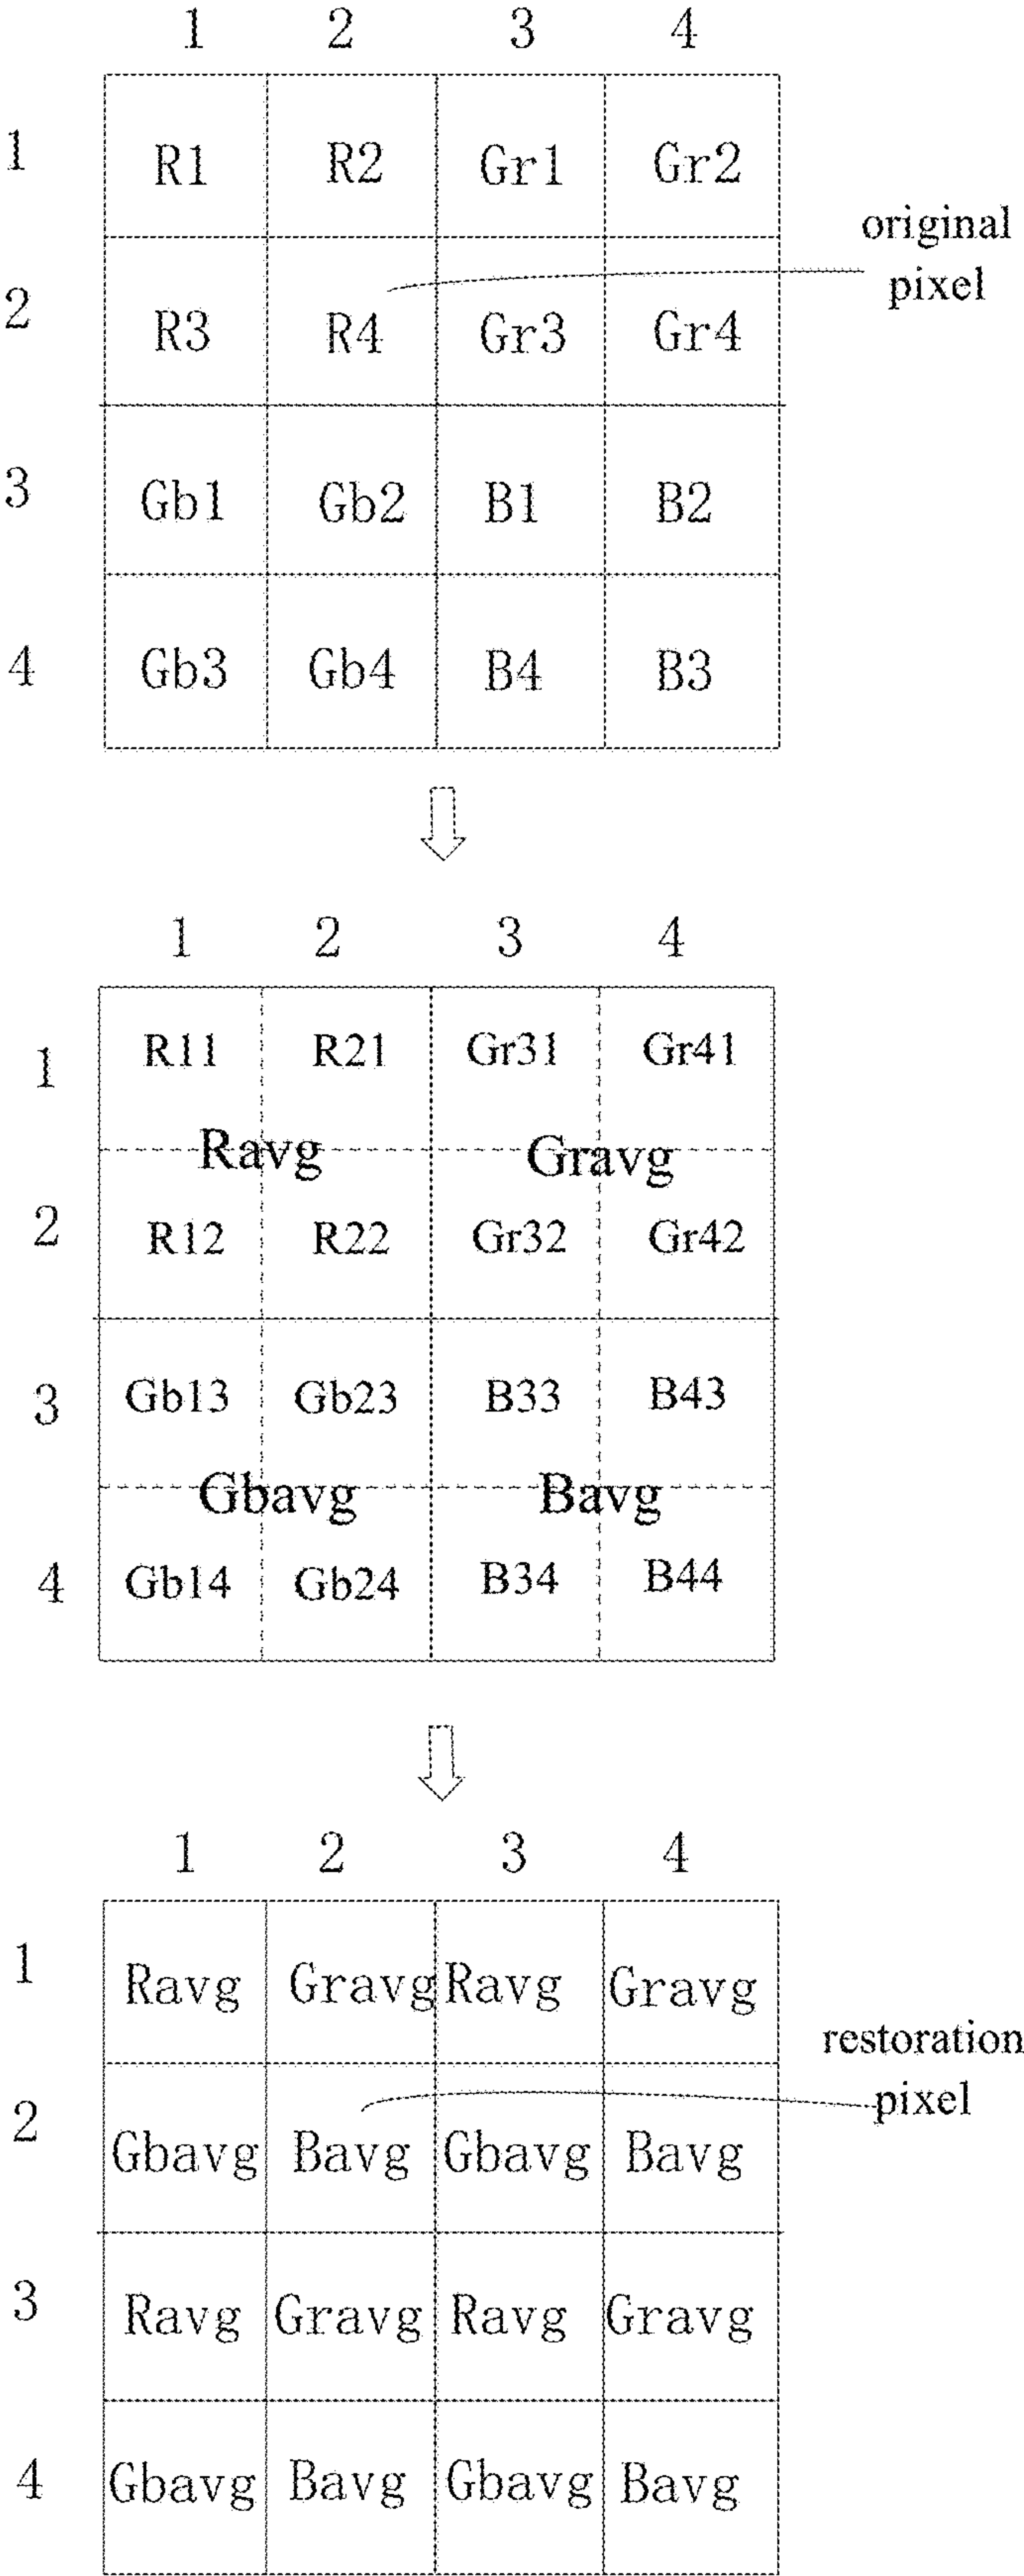 1 2 3 4
1 R1 R2 Gr1 Gr2
original
pixel
2 R3 R4 Gr3 Gr4
3 Gb1 Gb2 B1 B2
4 Gb3 Gb4 B4 B3
1 2 3 4
1 R11 R21 Gr31 Gr41
Ravg Gravg
2 R12 R22 Gr32 Gr42
3 Gb13 Gb23 B33 B43
Gbavg Bavg
4 Gb14 Gb24 B34 B44
1 2 3 4
1 Ravg Gravg Ravg Gravg
restoration
pixel
2 Gbavg Bavg Gbavg Bavg
3 Ravg Gravg Ravg Gravg
4 Gbavg Bavg Gbavg Bavg